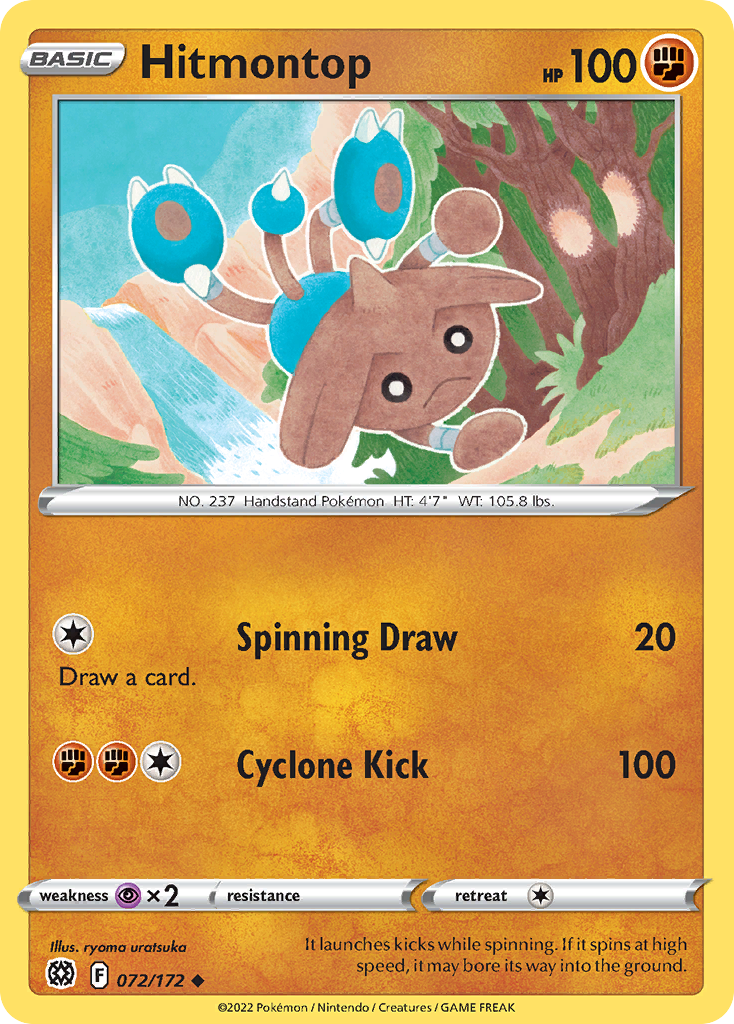 BASIC Hitmontop HP 100
NO. 237 Handstand Pokémon HT: 4'7" WT: 105.8 lbs.
Spinning Draw 20
Draw a card.
Cyclone Kick 100
weakness ×2 resistance retreat
Illus. ryoma uratsuka
It launches kicks while spinning. If it spins at high
speed, it may bore its way into the ground.
F 072/172
©2022 Pokémon / Nintendo / Creatures / GAME FREAK